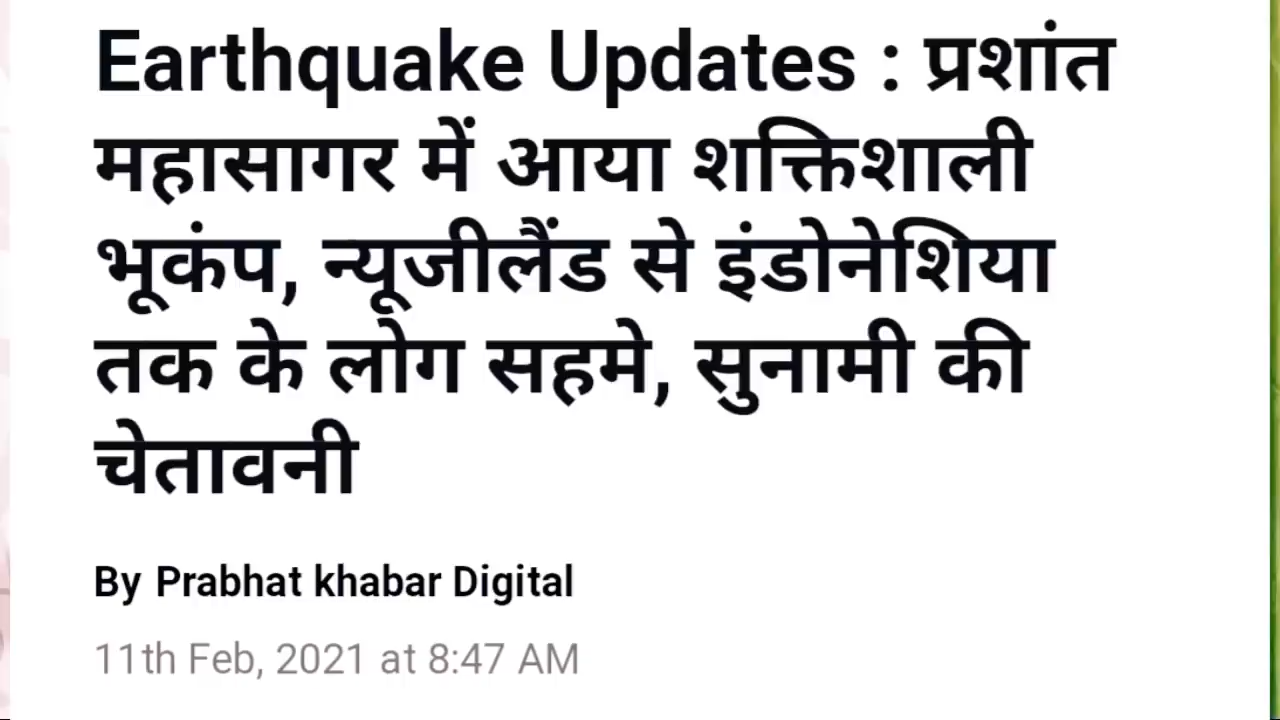 Earthquake Updates : प्रशांत
महासागर में आया शक्तिशाली
भूकंप, न्यूजीलैंड से इंडोनेशिया
तक के लोग सहमे, सुनामी की
चेतावनी
By Prabhat khabar Digital
11th Feb, 2021 at 8:47 AM